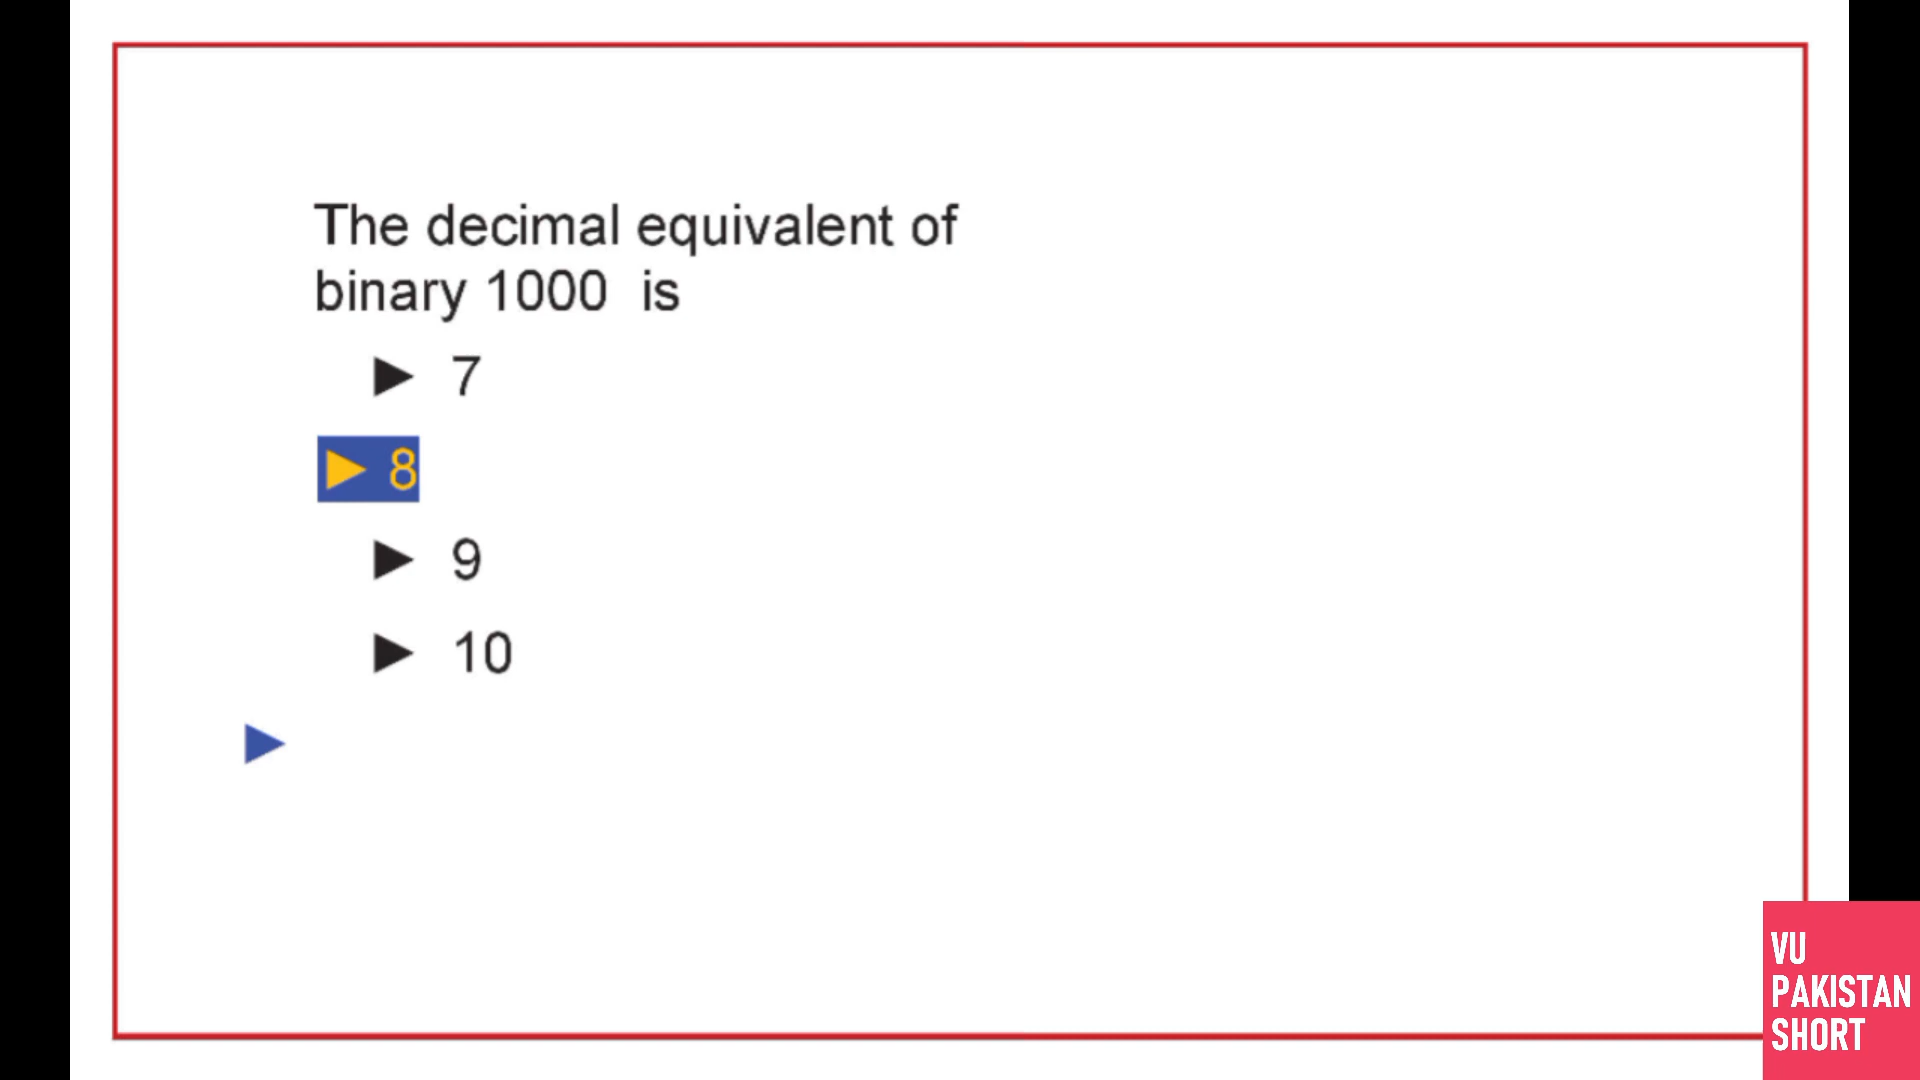 The decimal equivalent of
binary 1000 is
► 7
► 8
► 9
► 10
►
VU
PAKISTAN
SHORT